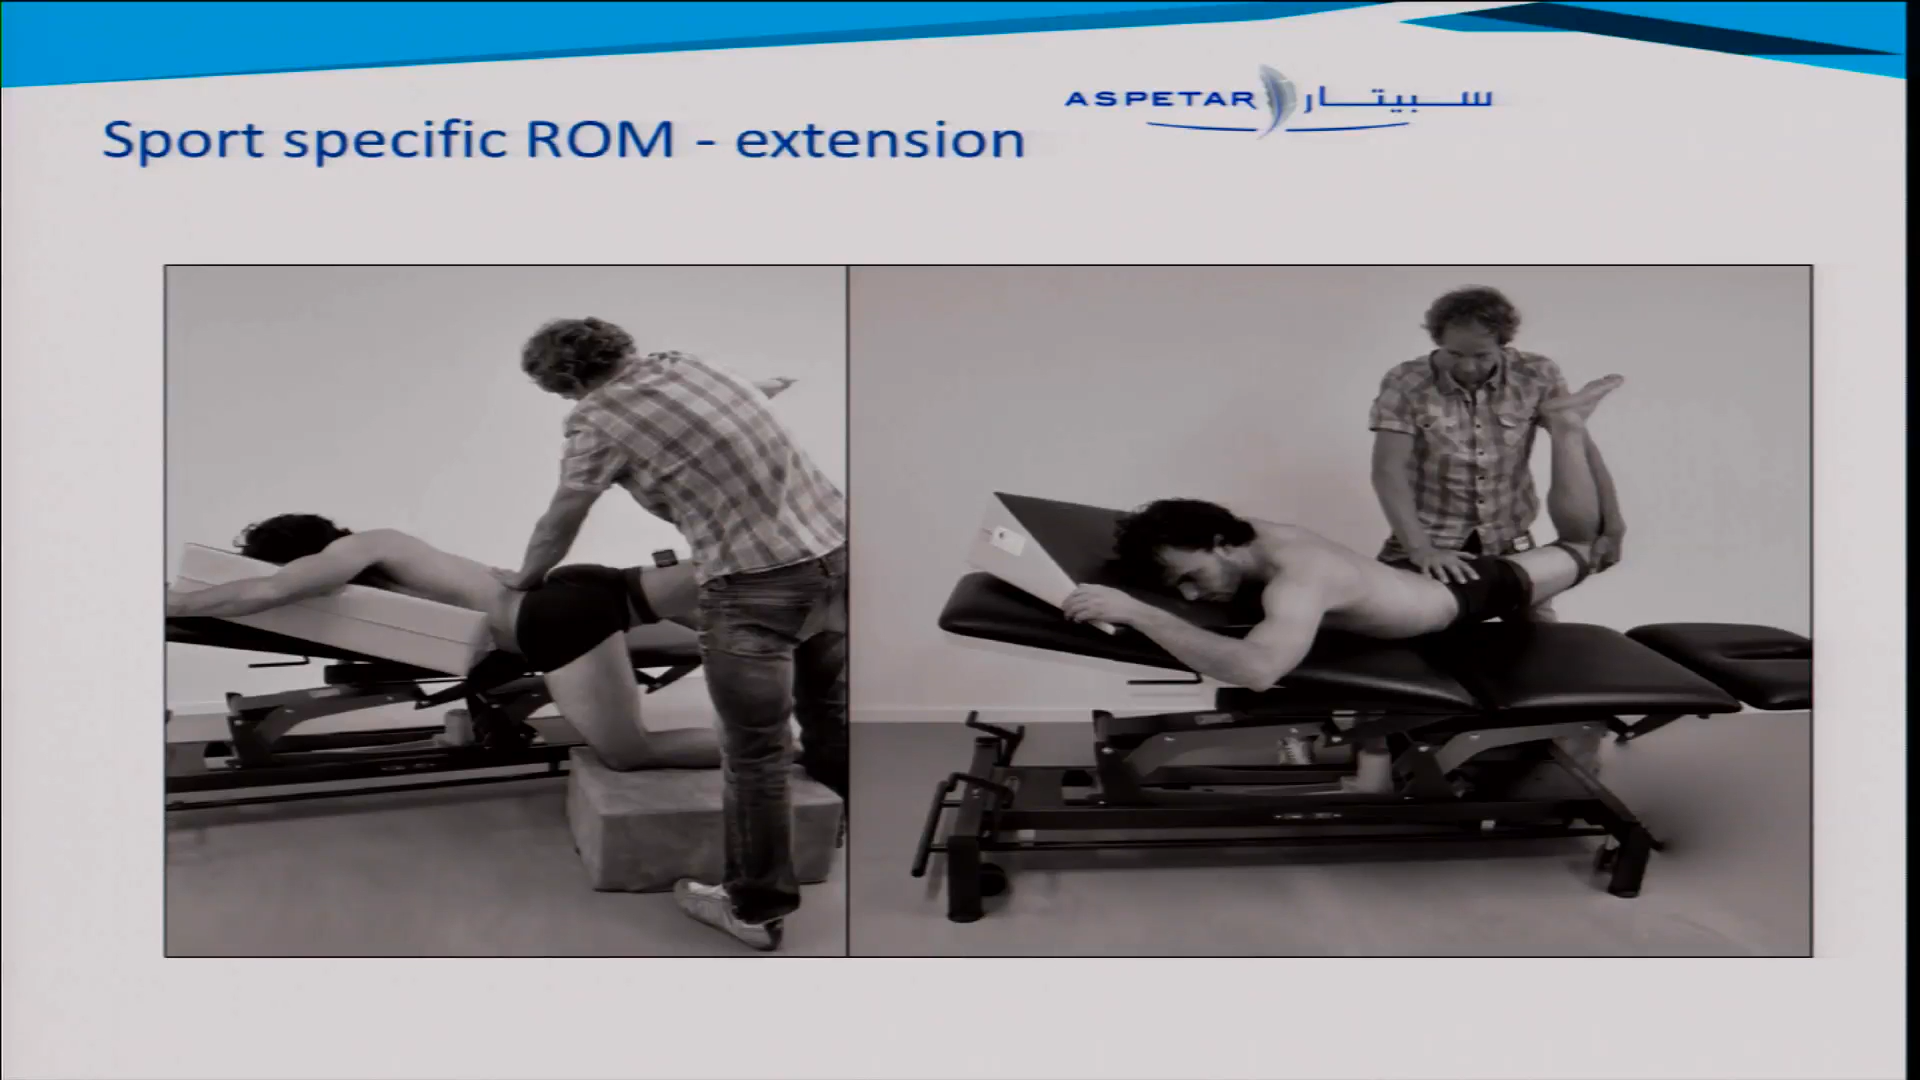 ASPETAR سبيتار
Sport specific ROM - extension